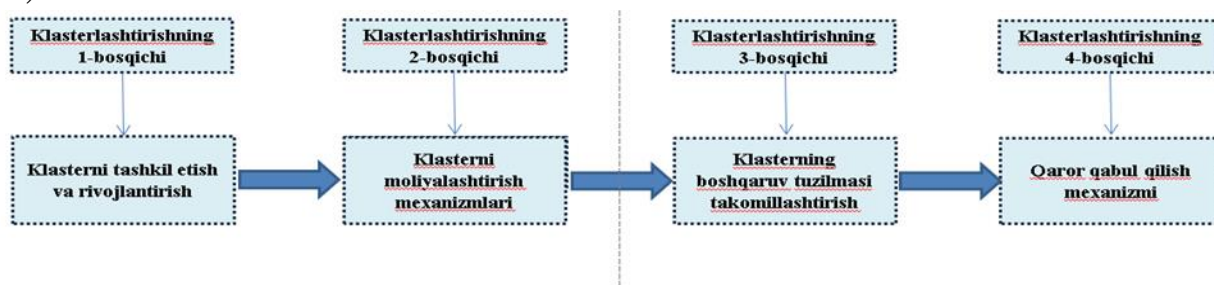 Klasterlashtirishning
1-bosqichi
Klasterlashtirishning
2-bosqichi
Klasterlashtirishning
3-bosqichi
Klasterlashtirishning
4-bosqichi
Klasterni tashkil etish
va rivojlantirish
Klasterni
moliyalashtirish
mexanizmlari
Klasterning
boshqaruv tuzilmasi
takomillashtirish
Qaror qabul qilish
mexanizmi